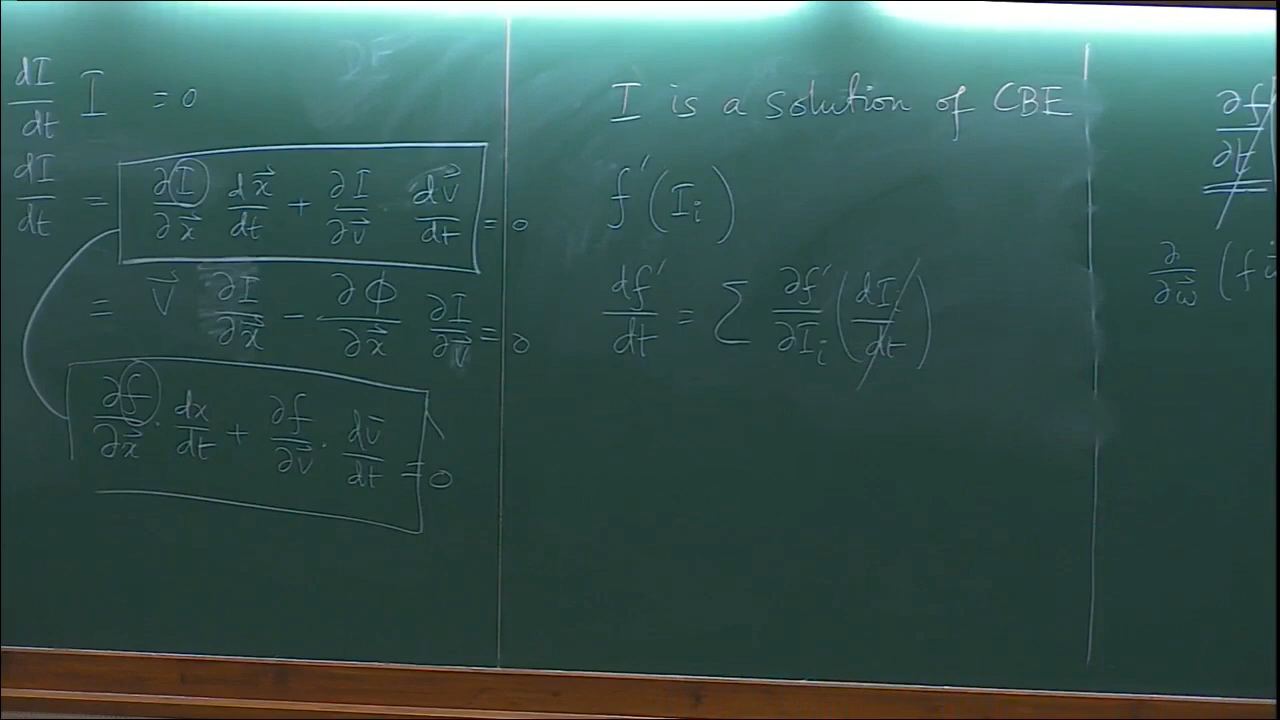 DF
dI/dt I = 0
dI/dt = ∂I/∂x⃗ dx⃗/dt + ∂I/∂v⃗ · dv⃗/dt = 0
= v⃗ ∂I/∂x⃗ − ∂Φ/∂x⃗ ∂I/∂v⃗ = 0
∂f/∂x⃗ · dx/dt + ∂f/∂v⃗ · dv̄/dt = 0
I is a solution of CBE
f′(Iᵢ)
df′/dt = Σ ∂f′/∂Iᵢ (dI/dt)
∂f/∂t
∂/∂w⃗ (f